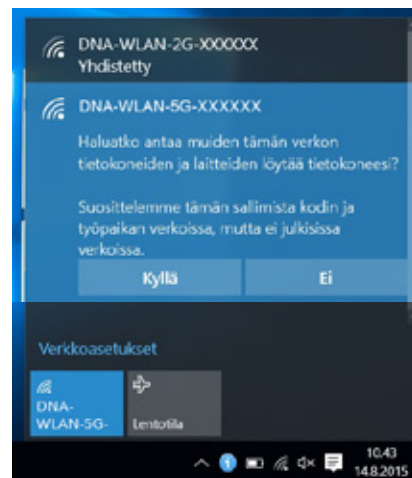 DNA-WLAN-2G-XXXXXX
Yhdistetty
DNA-WLAN-5G-XXXXXX
Haluatko antaa muiden tämän verkon
tietokoneiden ja laitteiden löytää tietokoneesi?
Suosittelemme tämän sallimista kodin ja
työpaikan verkoissa, mutta ei julkisissa
verkoissa.
Kyllä Ei
Verkkoasetukset
DNA-
WLAN-5G-
Lentotila
10.43
14.8.2015